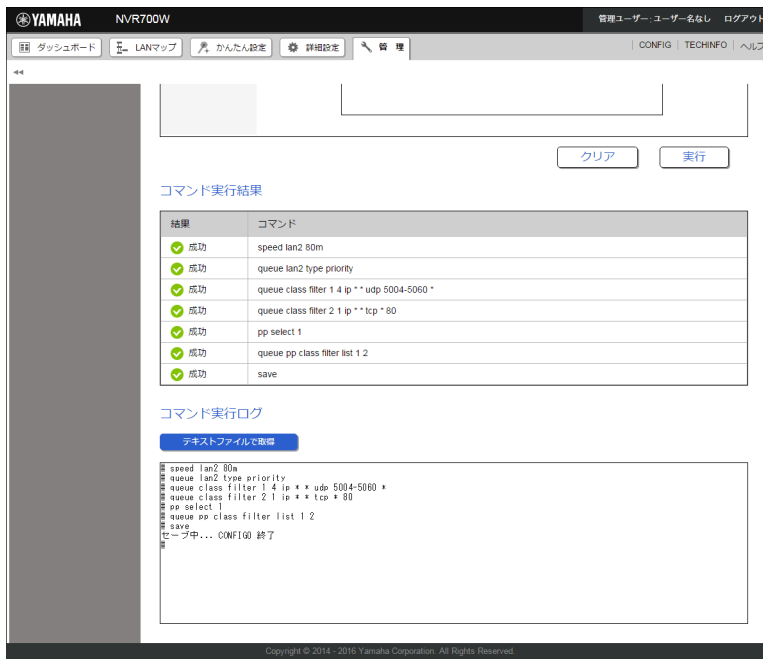 YAMAHA NVR700W 管理ユーザー:ユーザー名なし ログアウト
ダッシュボード LANマップ かんたん設定 詳細設定 管理 CONFIG TECHINFO ヘルプ
クリア 実行
コマンド実行結果
結果 コマンド
成功 speed lan2 80m
成功 queue lan2 type priority
成功 queue class filter 1 4 ip * * udp 5004-5060 *
成功 queue class filter 2 1 ip * * tcp * 80
成功 pp select 1
成功 queue pp class filter list 1 2
成功 save
コマンド実行ログ
テキストファイルで取得
# speed lan2 80m
# queue lan2 type priority
# queue class filter 1 4 ip * * udp 5004-5060 *
# queue class filter 2 1 ip * * tcp * 80
# pp select 1
# queue pp class filter list 1 2
# save
セーブ中... CONFIG0 終了
#
Copyright © 2014 - 2016 Yamaha Corporation. All Rights Reserved.